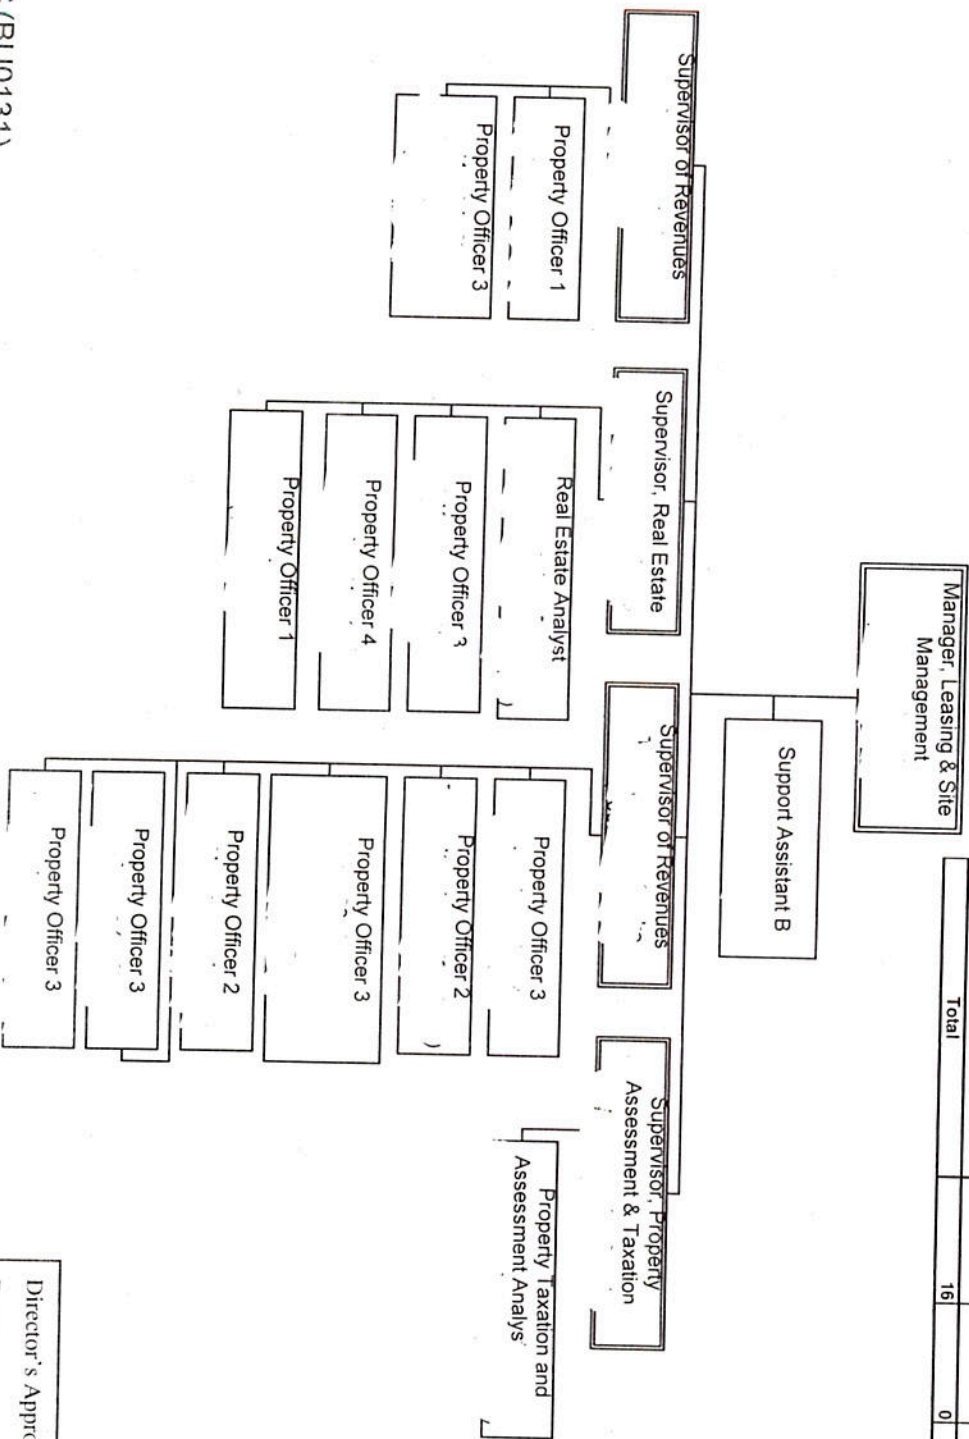 Total 16 0
Manager, Leasing & Site
Management
Support Assistant B
Supervisor of Revenues
Property Officer 1
Property Officer 3
Supervisor, Real Estate
Real Estate Analyst
Property Officer 3
Property Officer 4
Property Officer 1
Supervisor of Revenues
Property Officer 3
Property Officer 2
Property Officer 3
Property Officer 2
Property Officer 3
Property Officer 3
Supervisor, Property
Assessment & Taxation
Property Taxation and
Assessment Analys
Director's Appro
(BU0131)